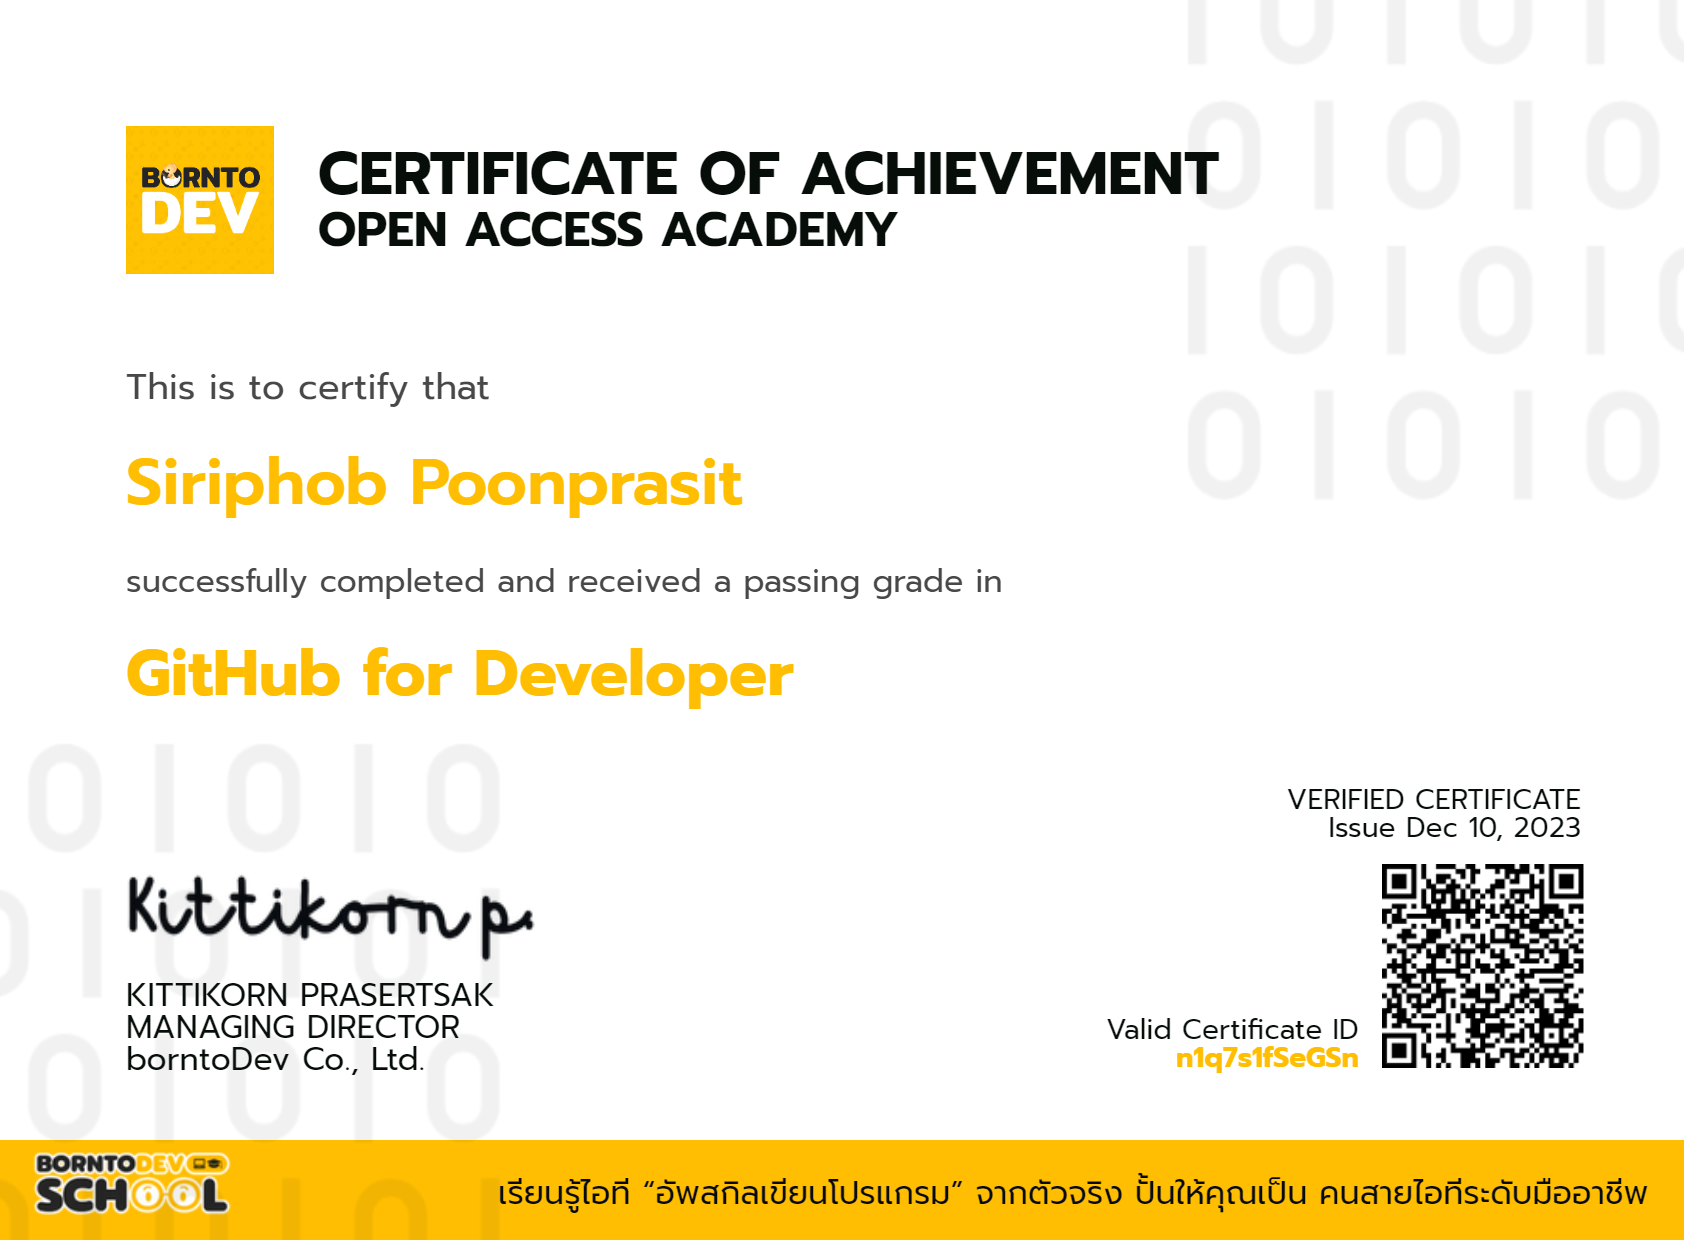 BORNTO
DEV
CERTIFICATE OF ACHIEVEMENT
OPEN ACCESS ACADEMY
This is to certify that
Siriphob Poonprasit
successfully completed and received a passing grade in
GitHub for Developer
VERIFIED CERTIFICATE
Issue Dec 10, 2023
Kittikorn p.
KITTIKORN PRASERTSAK
MANAGING DIRECTOR
borntoDev Co., Ltd.
Valid Certificate ID
n1q7s1fSeGSn
BORNTODEV
SCHOOL
เรียนรู้ไอที “อัพสกิลเขียนโปรแกรม” จากตัวจริง ปั้นให้คุณเป็น คนสายไอทีระดับมืออาชีพ